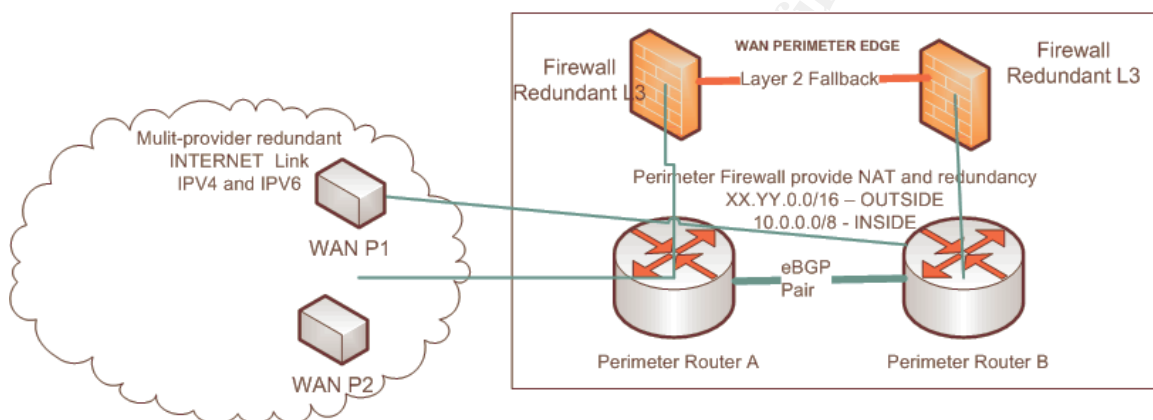 WAN PERIMETER EDGE
Firewall
Redundant L3
Layer 2 Fallback
Firewall
Redundant L3
Mulit-provider redundant
INTERNET Link
IPV4 and IPV6
WAN P1
WAN P2
Perimeter Firewall provide NAT and redundancy
XX.YY.0.0/16 – OUTSIDE
10.0.0.0/8 - INSIDE
eBGP
Pair
Perimeter Router A
Perimeter Router B